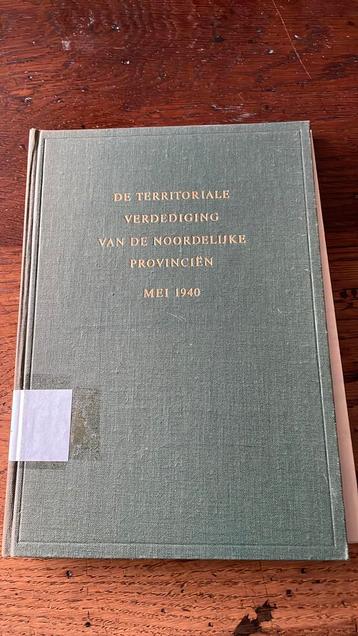 DE TERRITORIALE
VERDEDIGING
VAN DE NOORDELIJKE
PROVINCIËN
MEI 1940